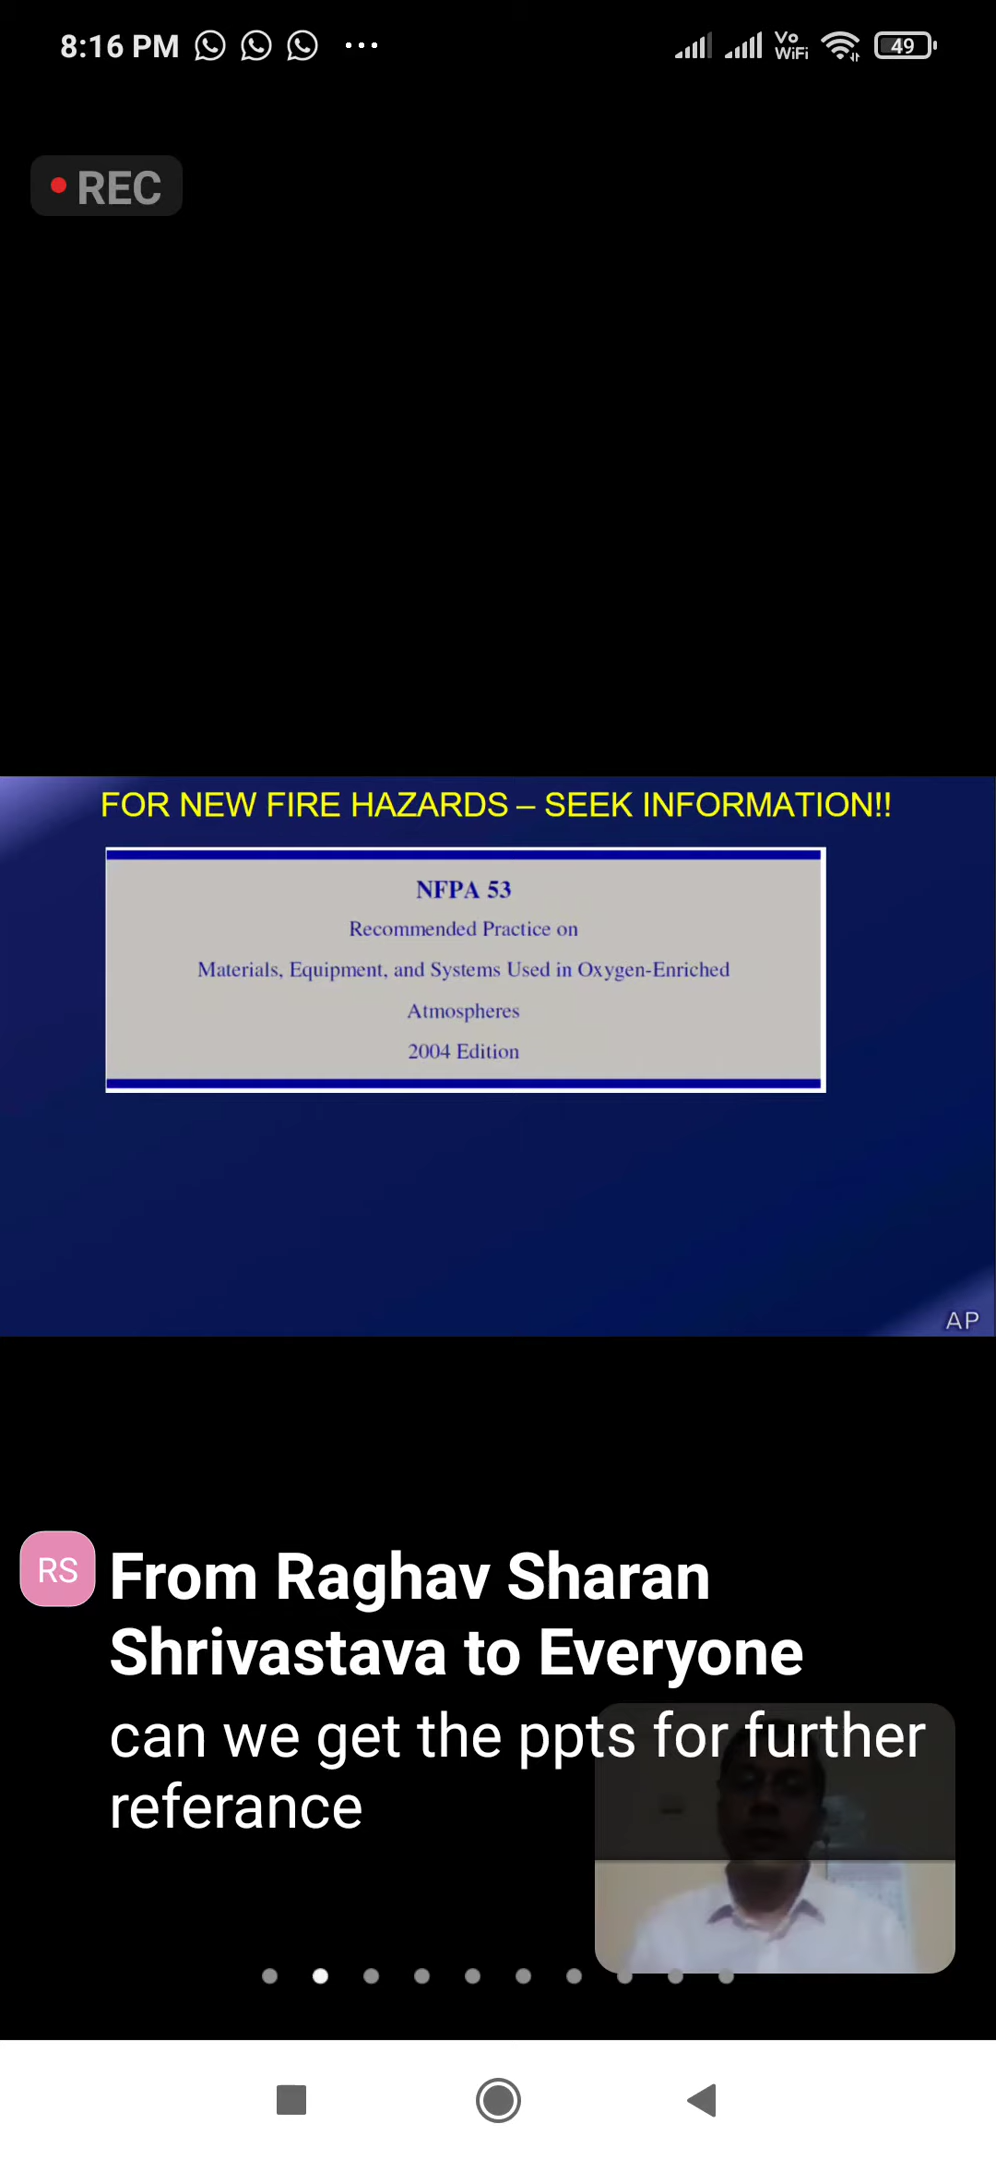 8:16 PM
Vo
WiFi
49
REC
FOR NEW FIRE HAZARDS – SEEK INFORMATION!!
NFPA 53
Recommended Practice on
Materials, Equipment, and Systems Used in Oxygen-Enriched
Atmospheres
2004 Edition
AP
RS
From Raghav Sharan
Shrivastava to Everyone
can we get the ppts for further
referance